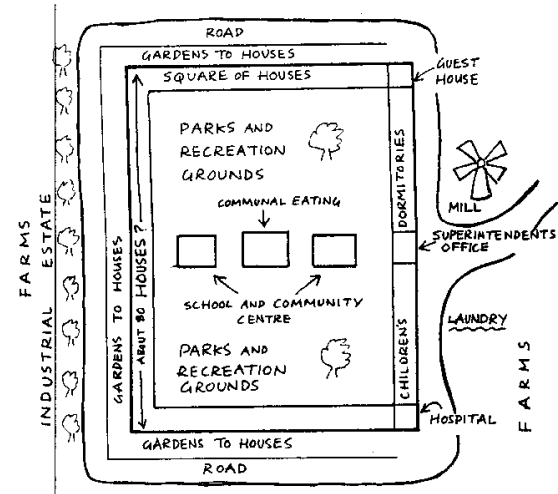 ROAD
GARDENS TO HOUSES
SQUARE OF HOUSES
GUEST
HOUSE
PARKS AND
RECREATION
GROUNDS
COMMUNAL EATING
DORMITORIES
MILL
SUPERINTENDENTS
OFFICE
FARMS
INDUSTRIAL ESTATE
GARDENS TO HOUSES
ABOUT 80 HOUSES ?
SCHOOL AND COMMUNITY
CENTRE
LAUNDRY
PARKS AND
RECREATION
GROUNDS
CHILDREN'S
FARMS
HOSPITAL
GARDENS TO HOUSES
ROAD